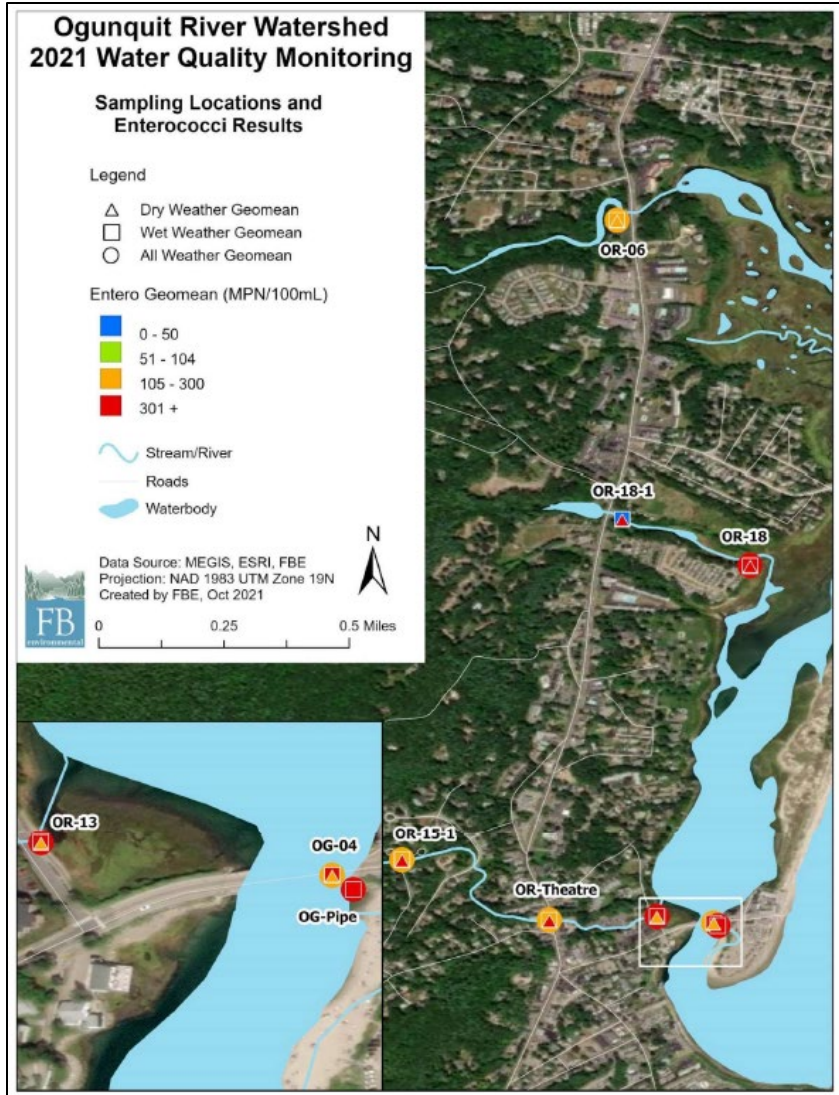 Ogunquit River Watershed
2021 Water Quality Monitoring
Sampling Locations and
Enterococci Results
Legend
Dry Weather Geomean
Wet Weather Geomean
All Weather Geomean
Entero Geomean (MPN/100mL)
0 - 50
51 - 104
105 - 300
301 +
Stream/River
Roads
Waterbody
N
Data Source: MEGIS, ESRI, FBE
Projection: NAD 1983 UTM Zone 19N
Created by FBE, Oct 2021
FB
environmental
0 0.25 0.5 Miles
OR-06
OR-18-1
OR-18
OR-15-1
OR-Theatre
OR-13
OG-04
OG-Pipe